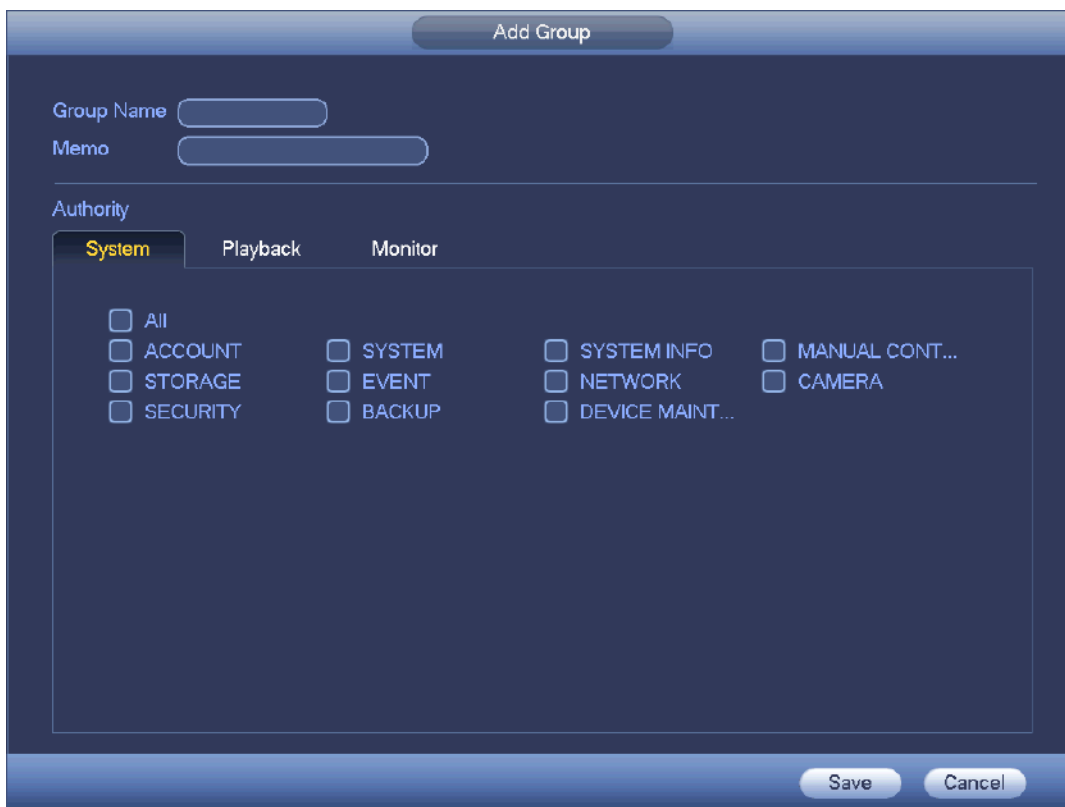 Add Group
Group Name
Memo
Authority
System Playback Monitor
All
ACCOUNT SYSTEM SYSTEM INFO MANUAL CONT...
STORAGE EVENT NETWORK CAMERA
SECURITY BACKUP DEVICE MAINT...
Save Cancel